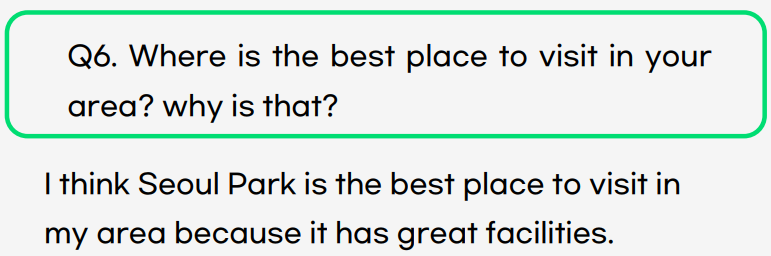 Q6. Where is the best place to visit in your
area? why is that?
I think Seoul Park is the best place to visit in
my area because it has great facilities.